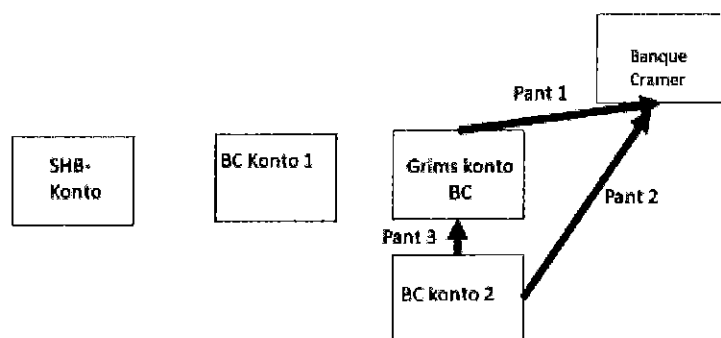 Banque
Cramer
Pant 1
SHB-
Konto
BC Konto 1
Grims konto
BC
Pant 2
Pant 3
BC konto 2